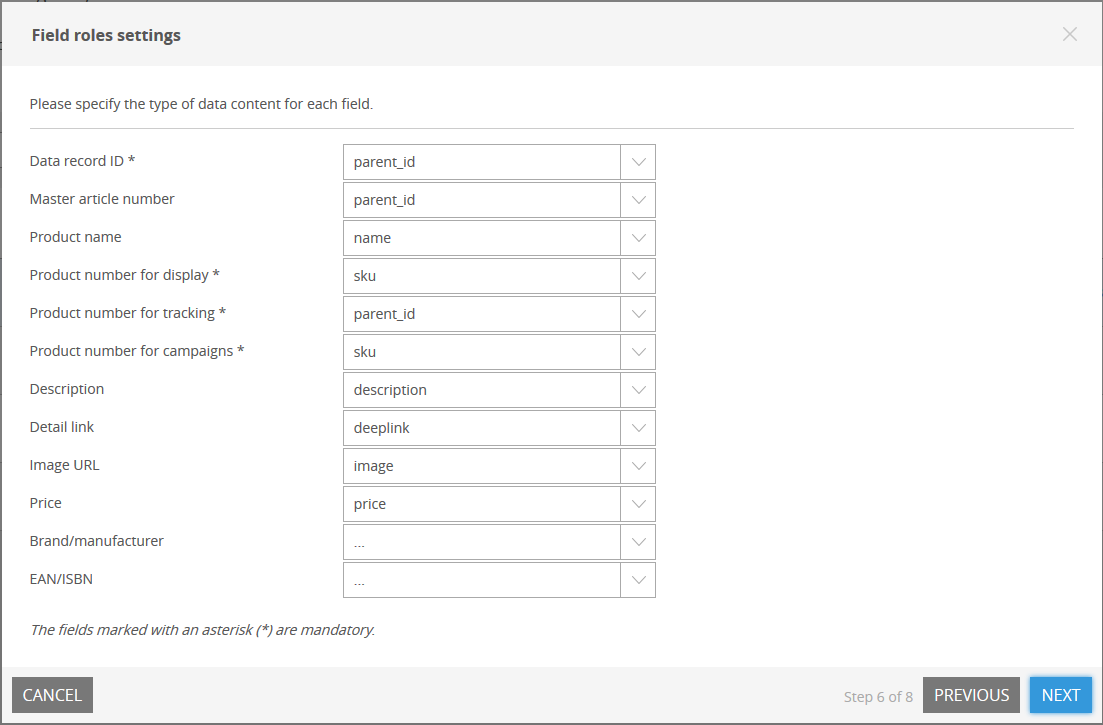 Field roles settings
Please specify the type of data content for each field.
Data record ID * parent_id
Master article number parent_id
Product name name
Product number for display * sku
Product number for tracking * parent_id
Product number for campaigns * sku
Description description
Detail link deeplink
Image URL image
Price price
Brand/manufacturer ...
EAN/ISBN ...
The fields marked with an asterisk (*) are mandatory.
CANCEL Step 6 of 8 PREVIOUS NEXT